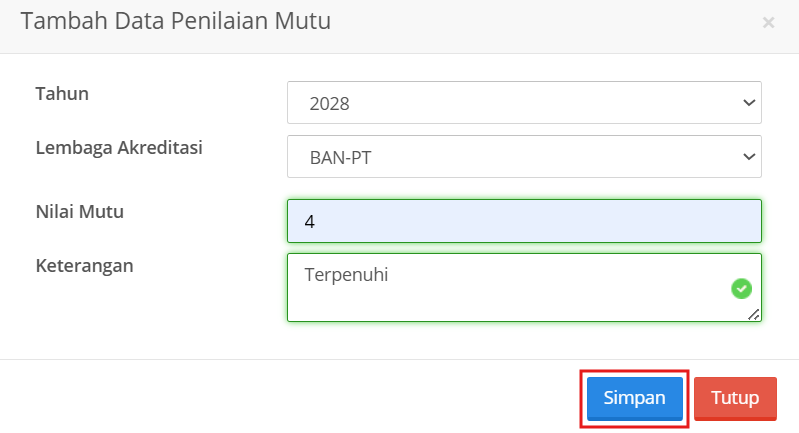 Tambah Data Penilaian Mutu ×
Tahun 2028
Lembaga Akreditasi BAN-PT
Nilai Mutu 4
Keterangan Terpenuhi
Simpan Tutup